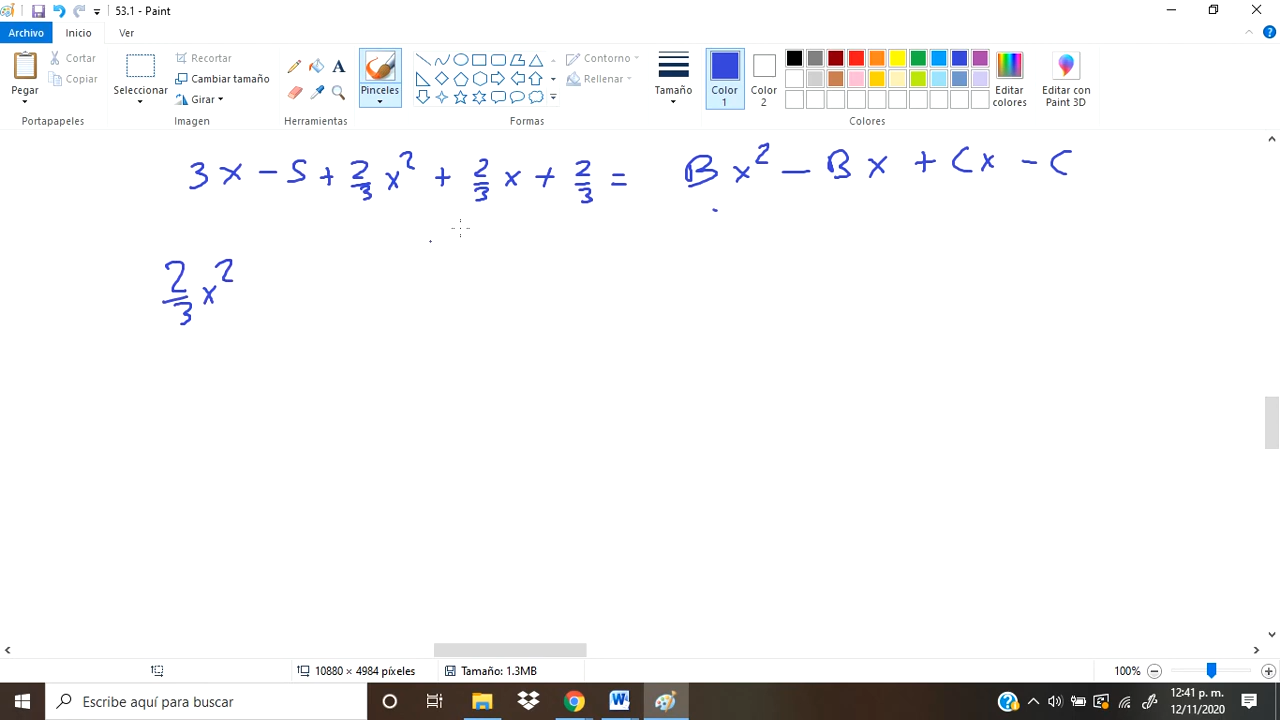 53.1 - Paint
Archivo Inicio Ver
Pegar
Cortar
Copiar
Portapapeles
Seleccionar
Recortar
Cambiar tamaño
Girar
Imagen
A
Herramientas
Pinceles
Contorno
Rellenar
Formas
Tamaño
Color 1
Color 2
Editar colores
Editar con Paint 3D
Colores
3x - 5 + 2/3 x² + 2/3 x + 2/3 = Bx² - Bx + Cx - C
2/3 x²
10880 × 4984 píxeles
Tamaño: 1.3MB
100%
Escribe aquí para buscar
12:41 p. m.
12/11/2020